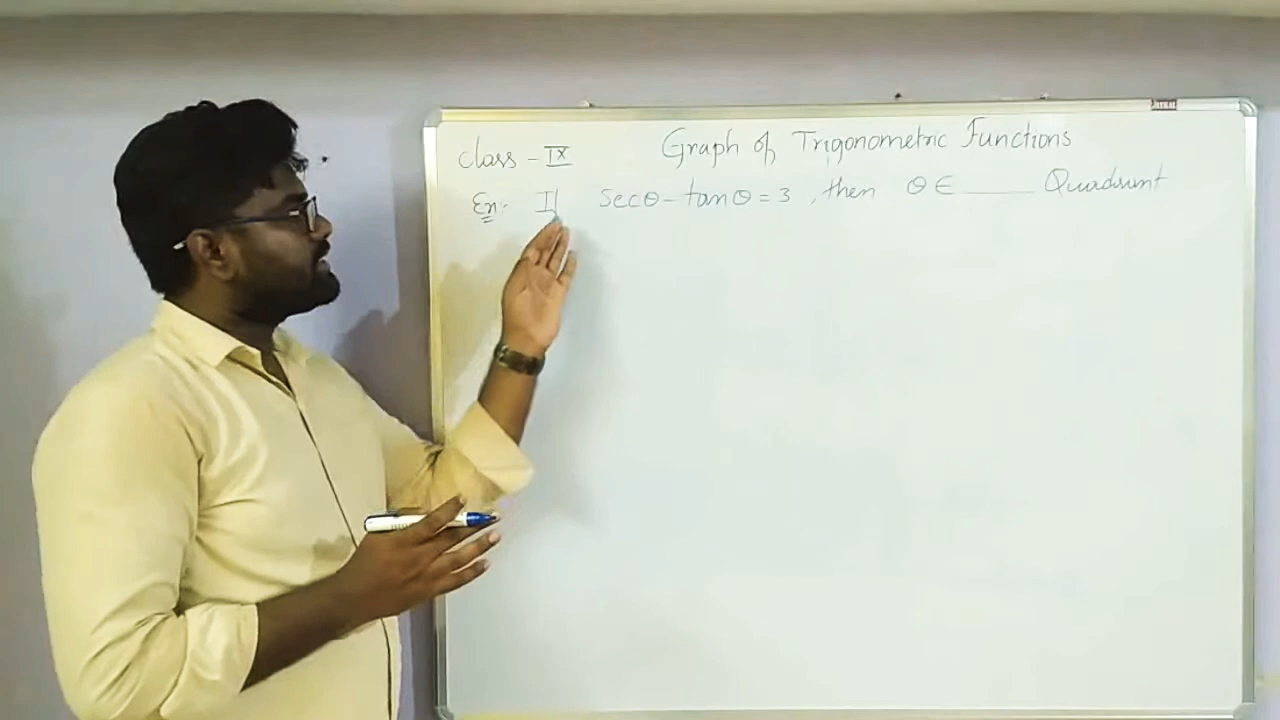 Class - IX
Graph of Trigonometric Functions
Ex:- If secθ - tanθ = 3 , then θ ∈ ______ Quadrant